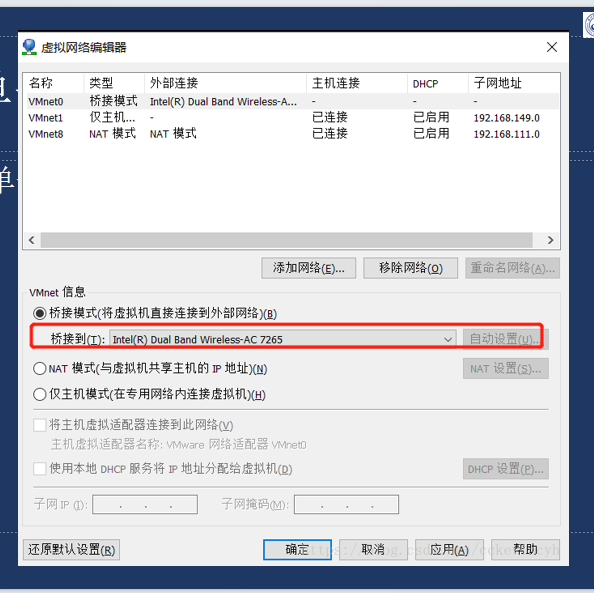 虚拟网络编辑器
名称 类型 外部连接 主机连接 DHCP 子网地址
VMnet0 桥接模式 Intel(R) Dual Band Wireless-A... - - -
VMnet1 仅主机... - 已连接 已启用 192.168.149.0
VMnet8 NAT 模式 NAT 模式 已连接 已启用 192.168.111.0
添加网络(E)... 移除网络(O) 重命名网络(A)...
VMnet 信息
桥接模式(将虚拟机直接连接到外部网络)(B)
桥接到(T): Intel(R) Dual Band Wireless-AC 7265 自动设置(U)...
NAT 模式(与虚拟机共享主机的 IP 地址)(N) NAT 设置(S)...
仅主机模式(在专用网络内连接虚拟机)(H)
将主机虚拟适配器连接到此网络(V)
主机虚拟适配器名称: VMware 网络适配器 VMnet0
使用本地 DHCP 服务将 IP 地址分配给虚拟机(D) DHCP 设置(P)...
子网 IP (I): . . . 子网掩码(M): . . .
还原默认设置(R) 确定 取消 应用(A) 帮助